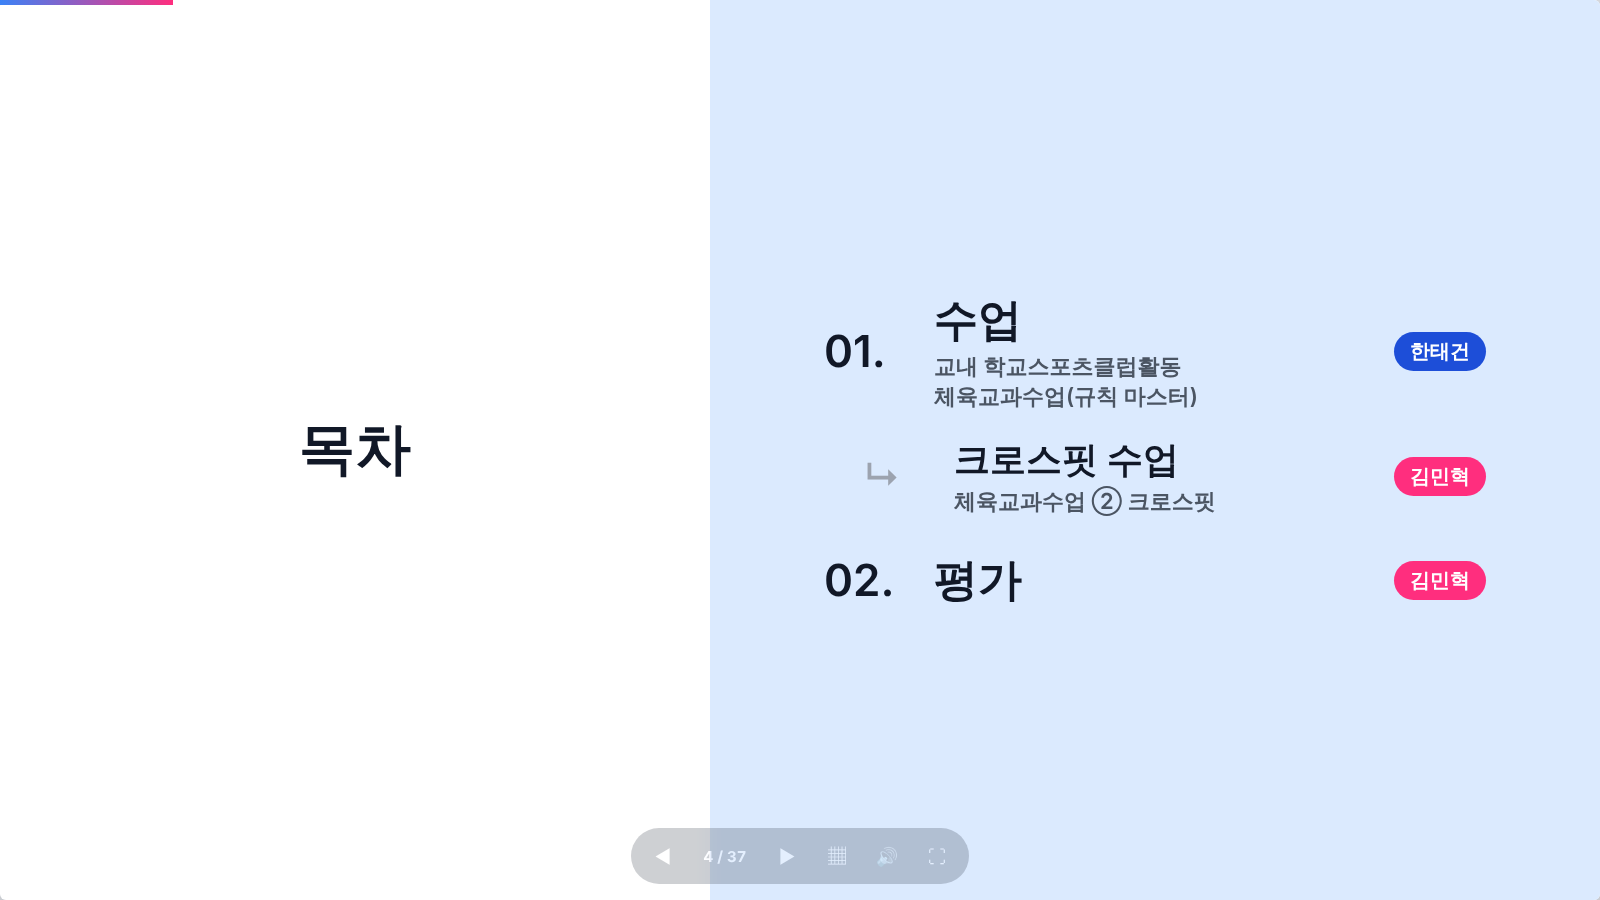 목차
01.
수업
교내 학교스포츠클럽활동
체육교과수업(규칙 마스터)
한태건
크로스핏 수업
체육교과수업 ② 크로스핏
김민혁
02.
평가
김민혁
4 / 37